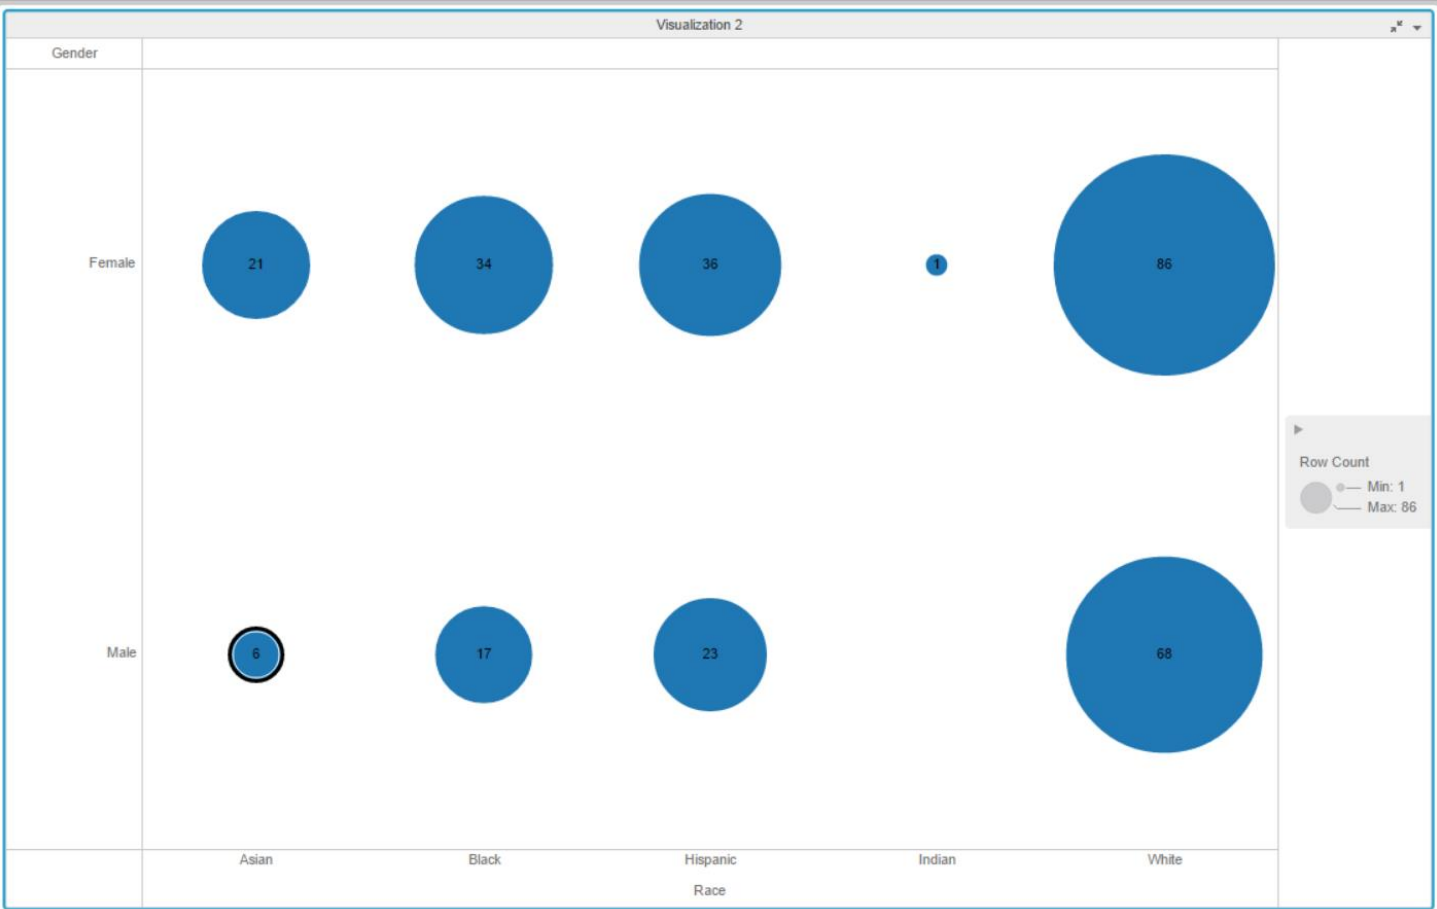 Visualization 2
Gender
Female
21
34
36
1
86
Row Count
Min: 1
Max: 86
Male
6
17
23
68
Asian
Black
Hispanic
Indian
White
Race